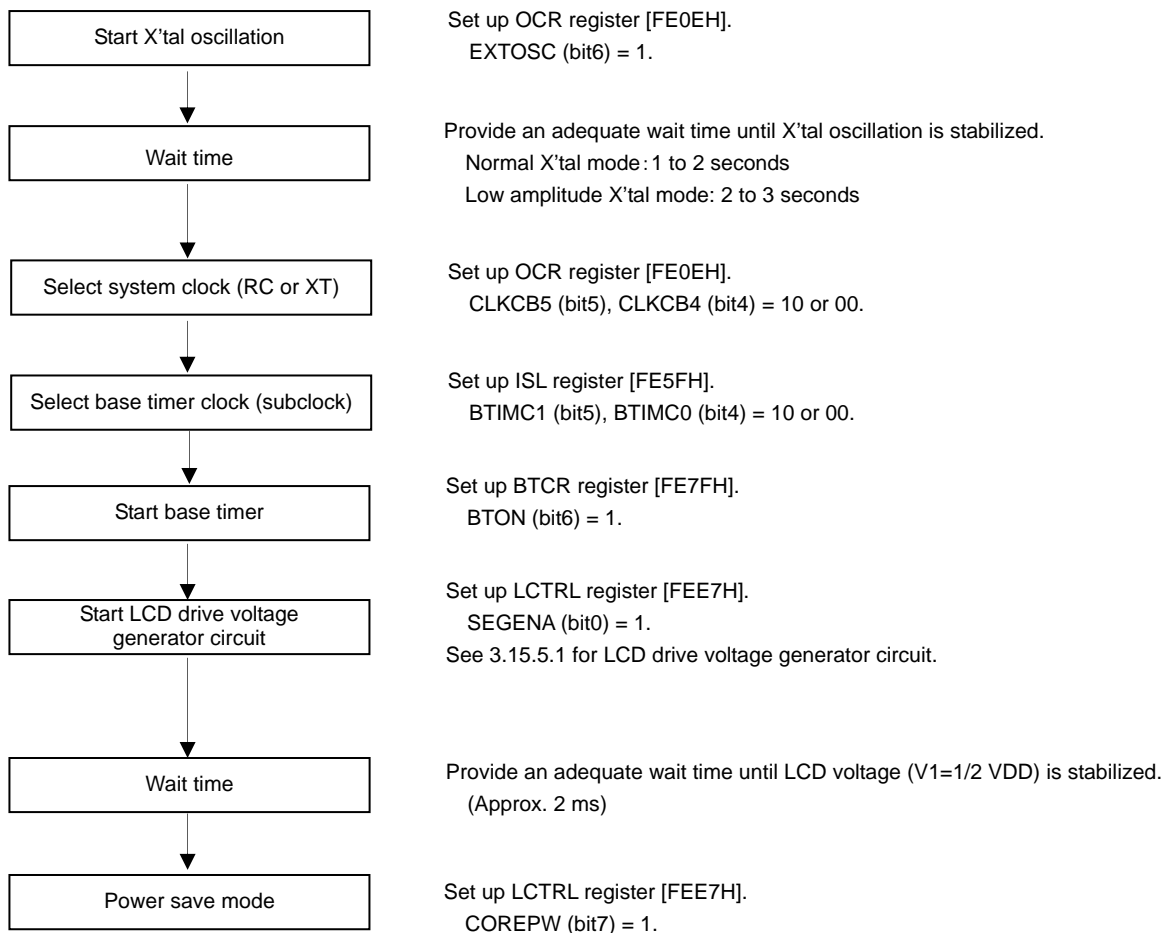 Start X'tal oscillation
Set up OCR register [FE0EH].
EXTOSC (bit6) = 1.
Wait time
Provide an adequate wait time until X'tal oscillation is stabilized.
Normal X'tal mode:1 to 2 seconds
Low amplitude X'tal mode: 2 to 3 seconds
Select system clock (RC or XT)
Set up OCR register [FE0EH].
CLKCB5 (bit5), CLKCB4 (bit4) = 10 or 00.
Select base timer clock (subclock)
Set up ISL register [FE5FH].
BTIMC1 (bit5), BTIMC0 (bit4) = 10 or 00.
Start base timer
Set up BTCR register [FE7FH].
BTON (bit6) = 1.
Start LCD drive voltage
generator circuit
Set up LCTRL register [FEE7H].
SEGENA (bit0) = 1.
See 3.15.5.1 for LCD drive voltage generator circuit.
Wait time
Provide an adequate wait time until LCD voltage (V1=1/2 VDD) is stabilized.
(Approx. 2 ms)
Power save mode
Set up LCTRL register [FEE7H].
COREPW (bit7) = 1.